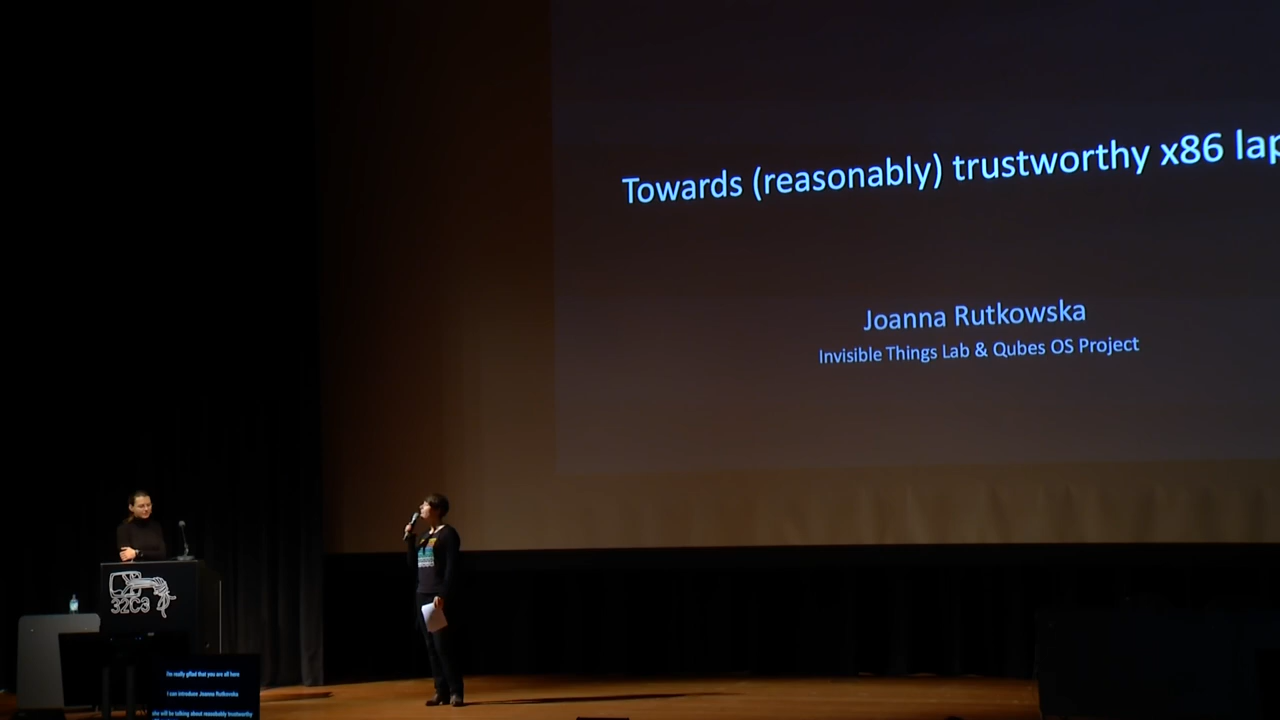 Towards (reasonably) trustworthy x86 lap
Joanna Rutkowska
Invisible Things Lab & Qubes OS Project
32C3
I'm really glad that you are all here
I can introduce Joanna Rutkowska
she will be talking about reasobably trustworthy